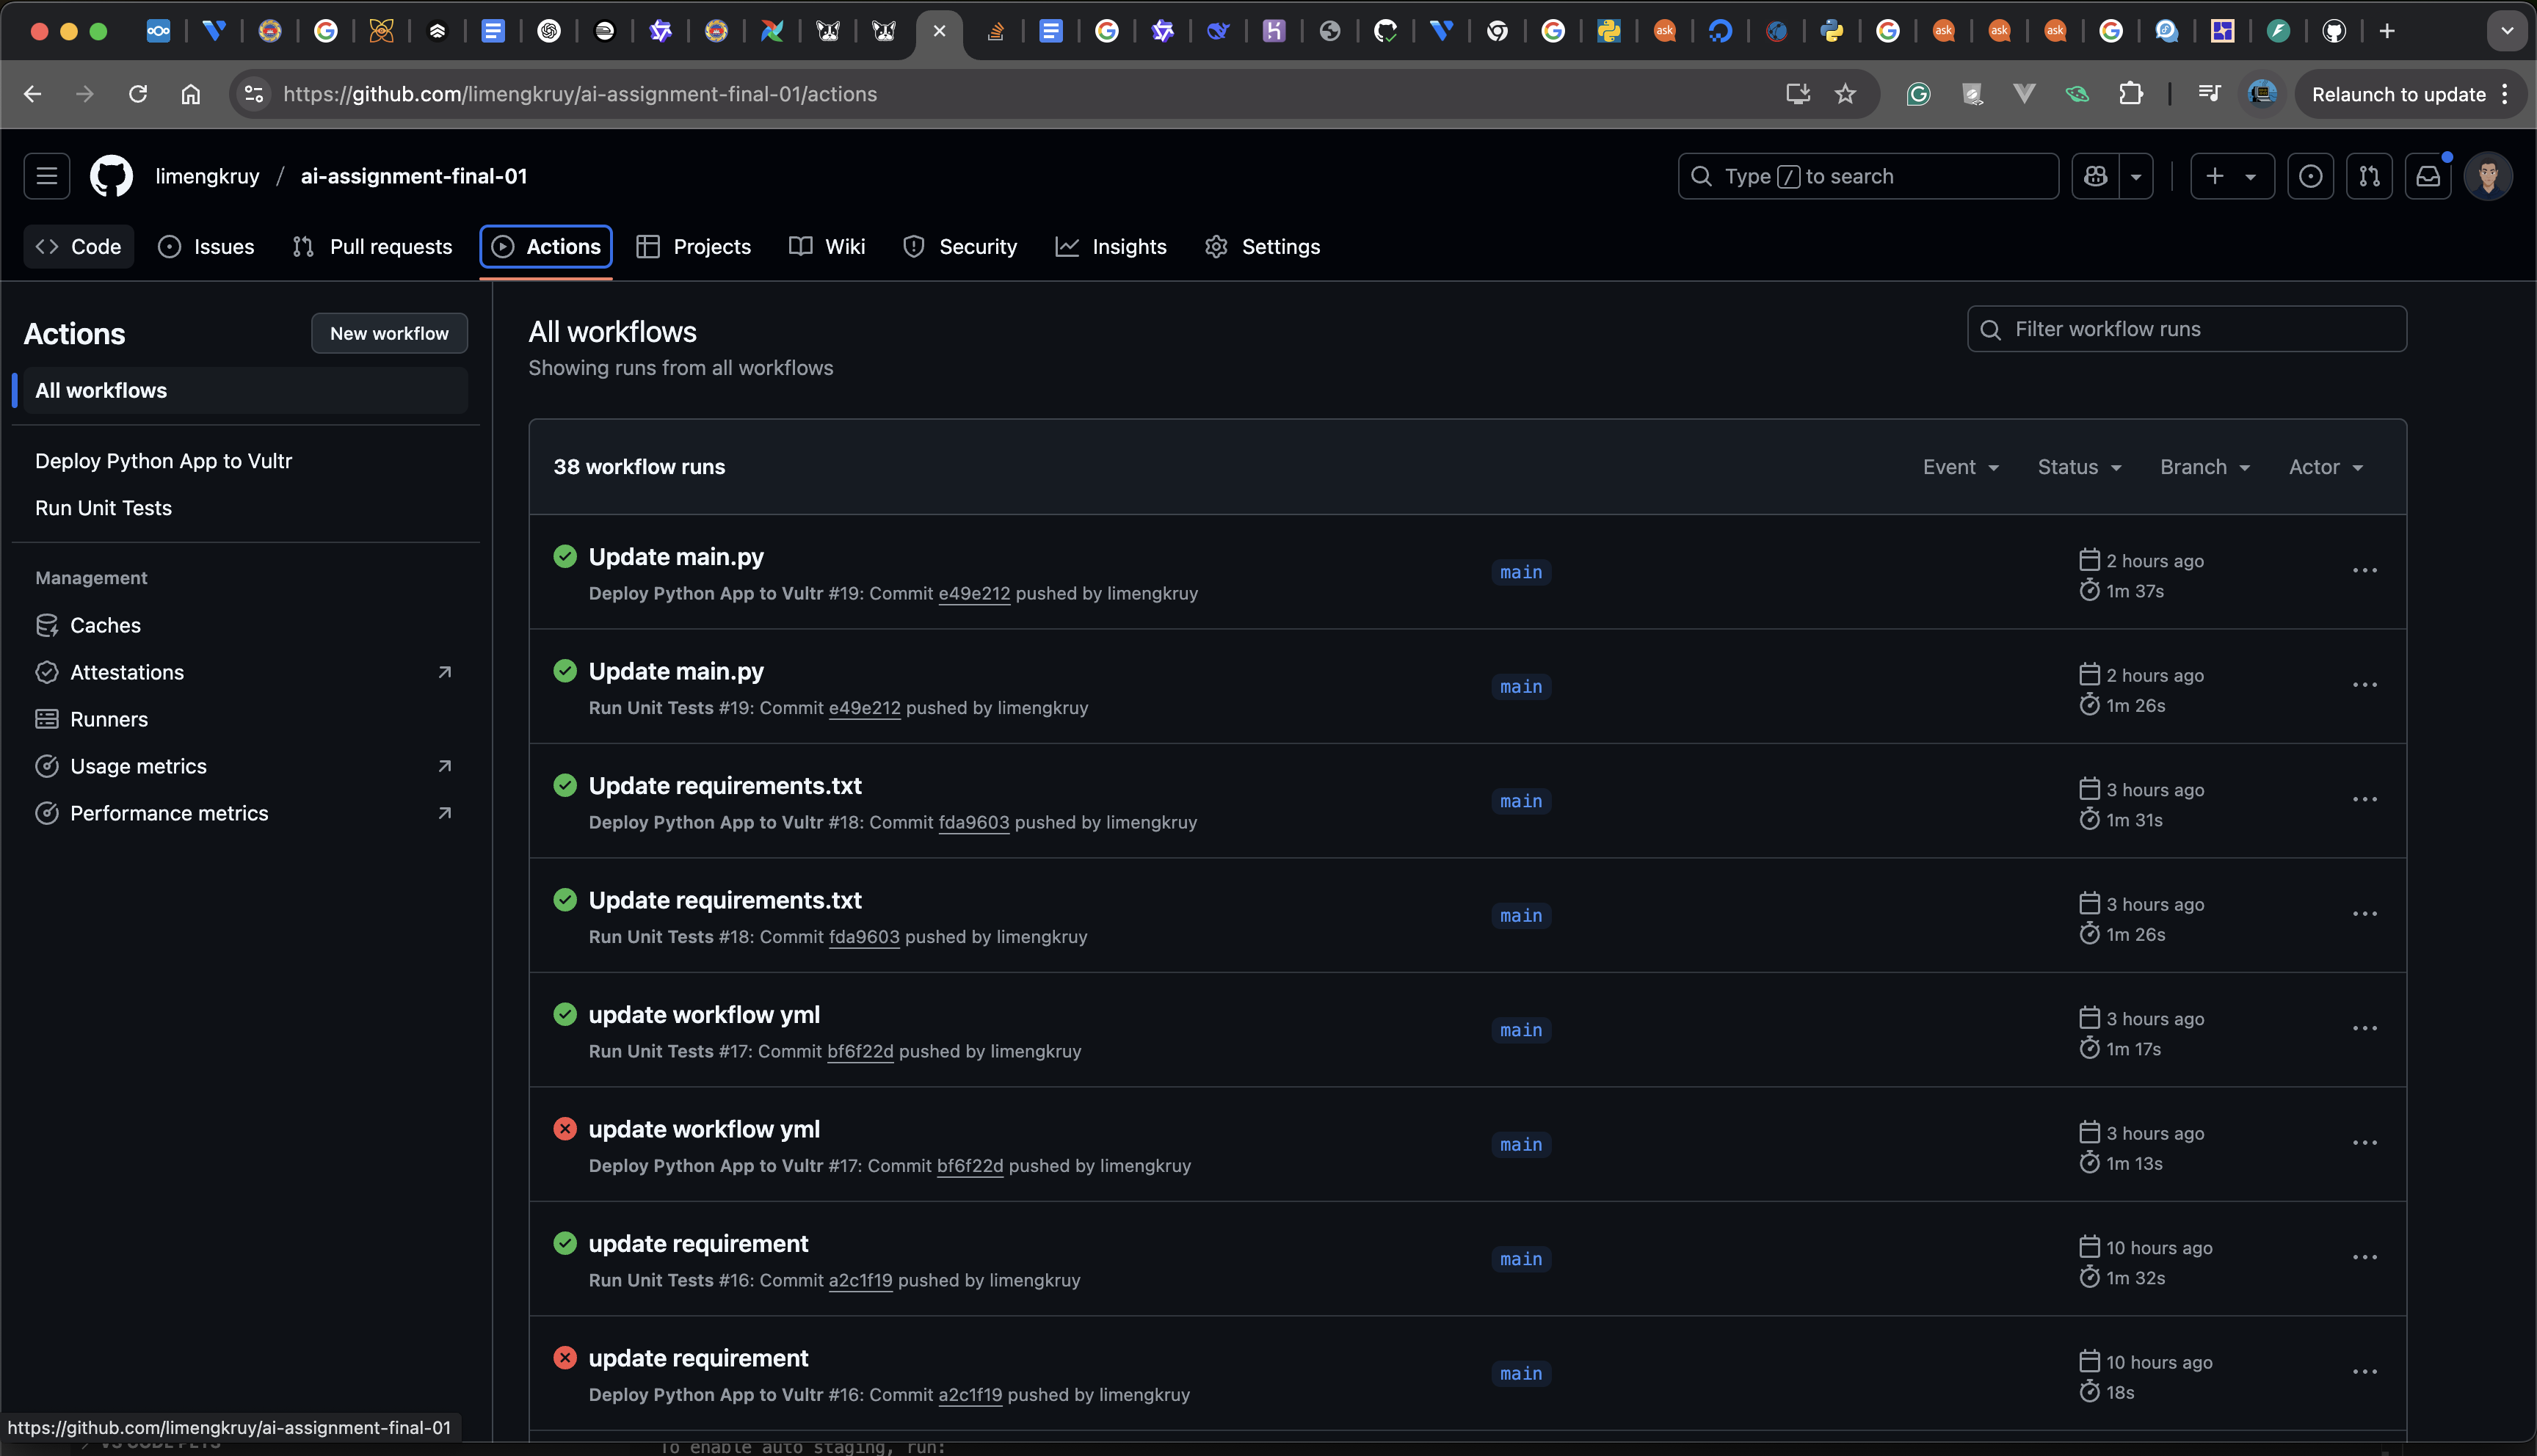 https://github.com/limengkruy/ai-assignment-final-01/actions
Relaunch to update
limengkruy / ai-assignment-final-01
Type / to search
Code Issues Pull requests Actions Projects Wiki Security Insights Settings
Actions
New workflow
All workflows
Deploy Python App to Vultr
Run Unit Tests
Management
Caches
Attestations
Runners
Usage metrics
Performance metrics
All workflows
Showing runs from all workflows
Filter workflow runs
38 workflow runs
Event Status Branch Actor
Update main.py
Deploy Python App to Vultr #19: Commit e49e212 pushed by limengkruy
main
2 hours ago
1m 37s
Update main.py
Run Unit Tests #19: Commit e49e212 pushed by limengkruy
main
2 hours ago
1m 26s
Update requirements.txt
Deploy Python App to Vultr #18: Commit fda9603 pushed by limengkruy
main
3 hours ago
1m 31s
Update requirements.txt
Run Unit Tests #18: Commit fda9603 pushed by limengkruy
main
3 hours ago
1m 26s
update workflow yml
Run Unit Tests #17: Commit bf6f22d pushed by limengkruy
main
3 hours ago
1m 17s
update workflow yml
Deploy Python App to Vultr #17: Commit bf6f22d pushed by limengkruy
main
3 hours ago
1m 13s
update requirement
Run Unit Tests #16: Commit a2c1f19 pushed by limengkruy
main
10 hours ago
1m 32s
update requirement
Deploy Python App to Vultr #16: Commit a2c1f19 pushed by limengkruy
main
10 hours ago
18s
https://github.com/limengkruy/ai-assignment-final-01
To enable auto staging, run: